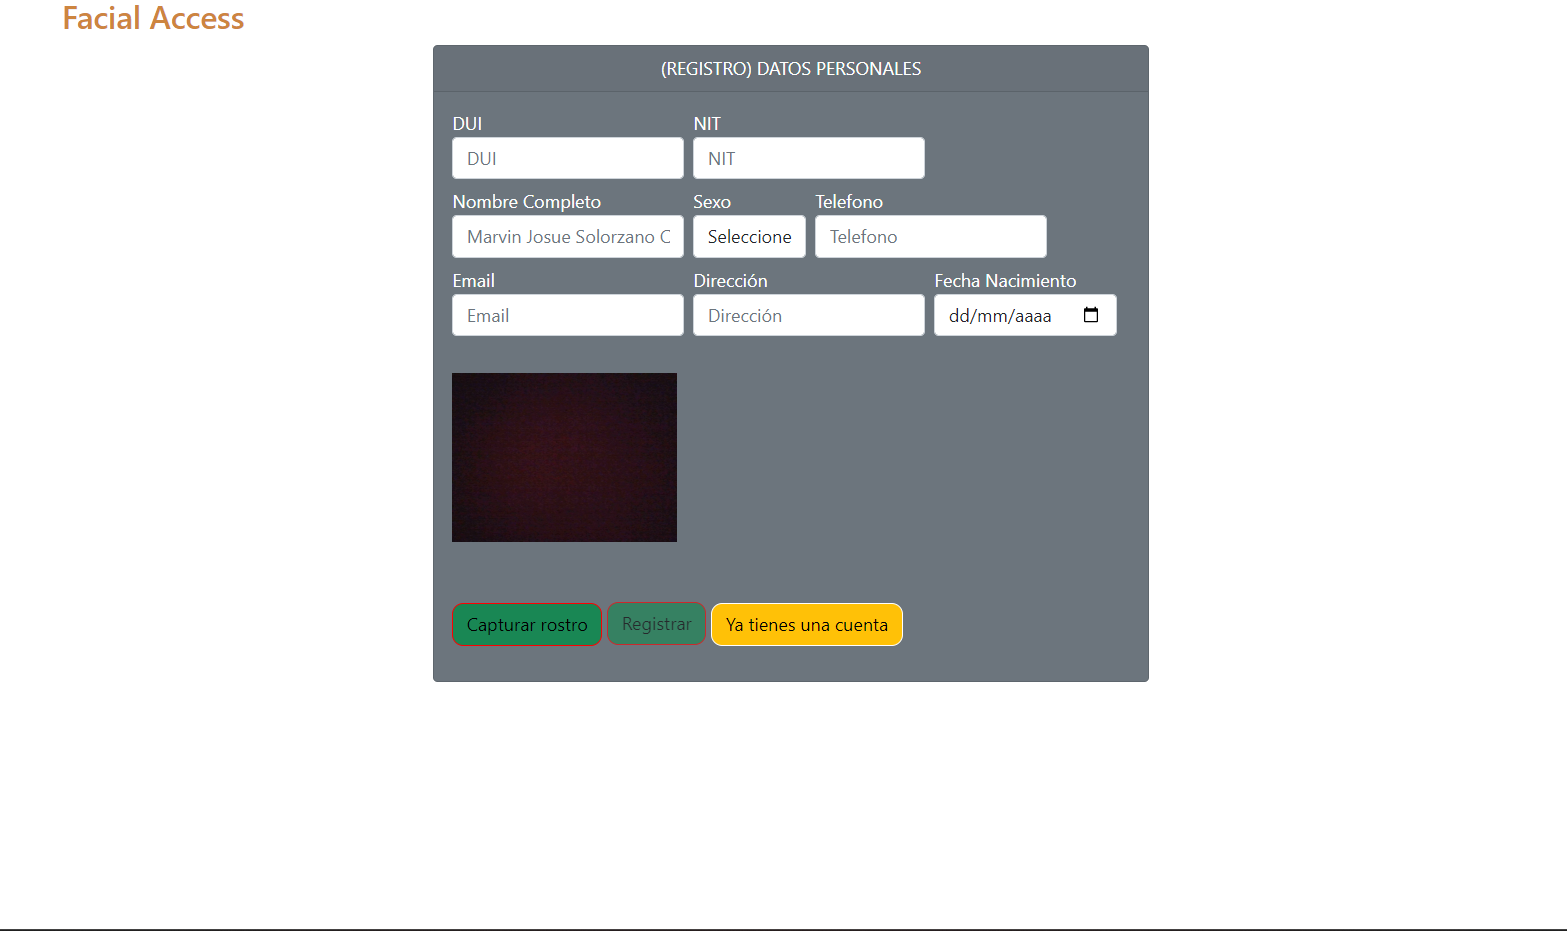 Facial Access
(REGISTRO) DATOS PERSONALES
DUI NIT
DUI NIT
Nombre Completo Sexo Telefono
Marvin Josue Solorzano C Seleccione Telefono
Email Dirección Fecha Nacimiento
Email Dirección dd/mm/aaaa
Capturar rostro Registrar Ya tienes una cuenta